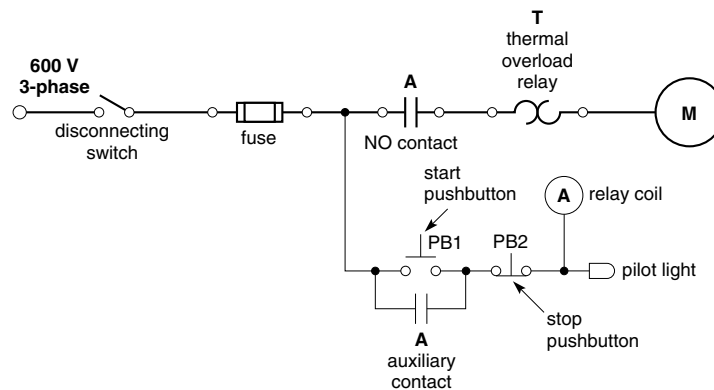 T
thermal
overload
relay
600 V
3-phase
A
M
disconnecting
switch
fuse
NO contact
start
pushbutton
A
relay coil
PB1
PB2
pilot light
stop
pushbutton
A
auxiliary
contact